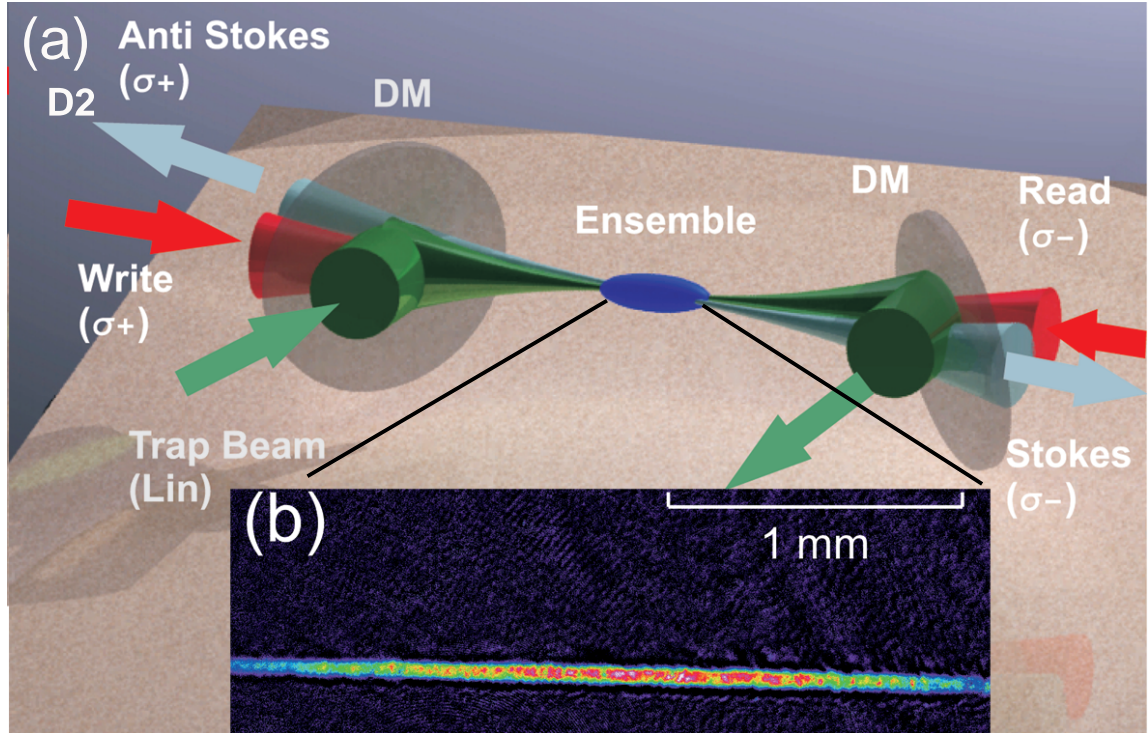 (a)
Anti Stokes
(σ+)
D2
DM
DM
Read
(σ−)
Ensemble
Write
(σ+)
Trap Beam
(Lin)
Stokes
(σ−)
(b)
1 mm